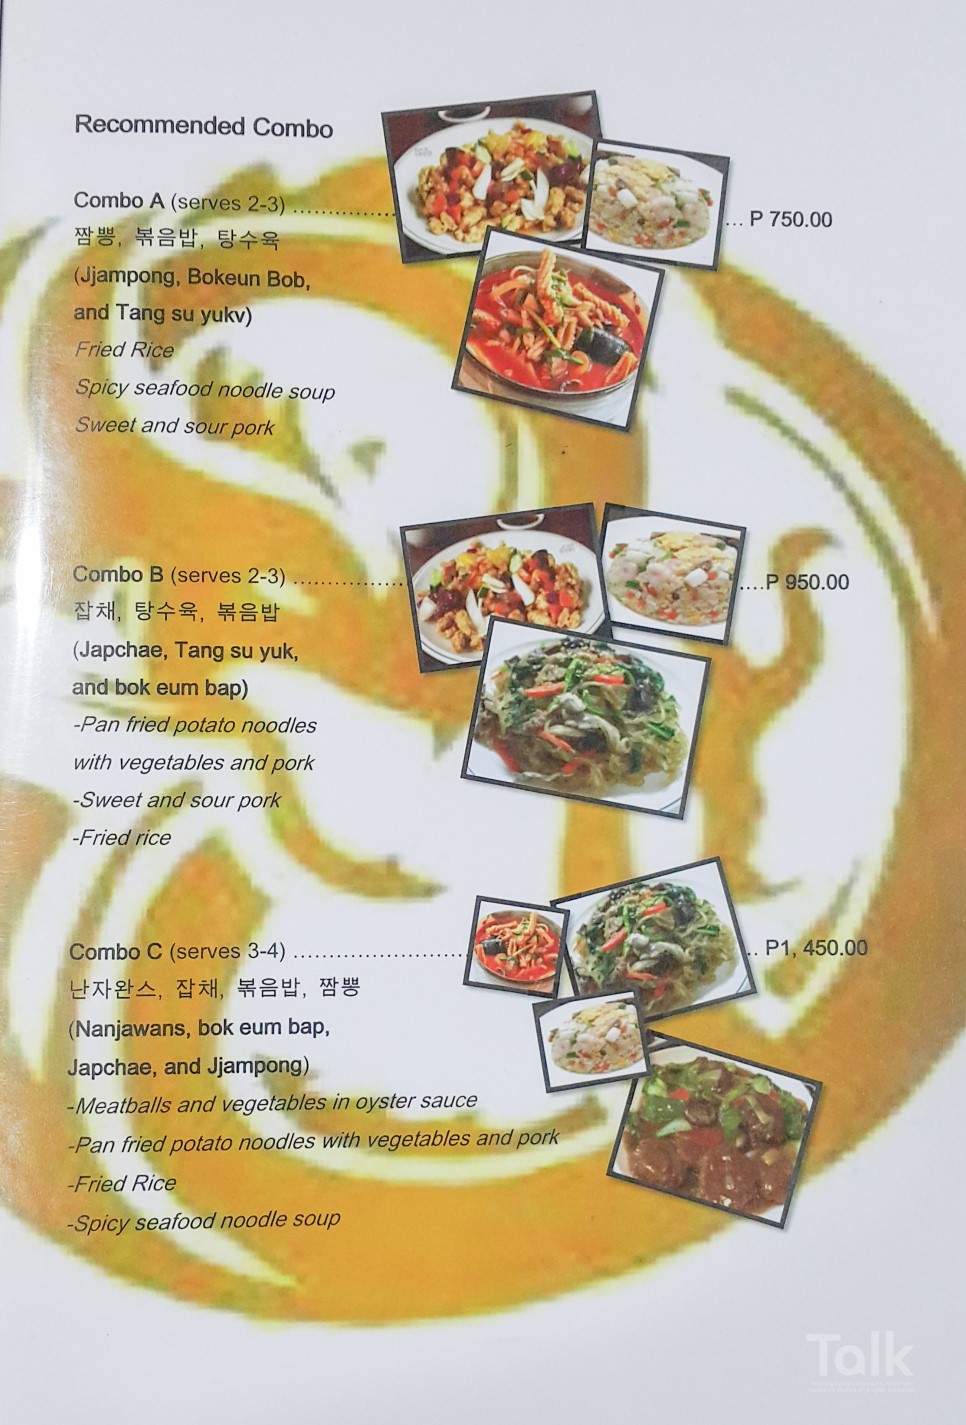 Recommended Combo
Combo A (serves 2-3) .................. ... P 750.00
짬뽕, 볶음밥, 탕수육
(Jjampong, Bokeun Bob,
and Tang su yukv)
Fried Rice
Spicy seafood noodle soup
Sweet and sour pork
Combo B (serves 2-3) .................. ....P 950.00
잡채, 탕수육, 볶음밥
(Japchae, Tang su yuk,
and bok eum bap)
-Pan fried potato noodles
with vegetables and pork
-Sweet and sour pork
-Fried rice
Combo C (serves 3-4) ............................ .. P1, 450.00
난자완스, 잡채, 볶음밥, 짬뽕
(Nanjawans, bok eum bap,
Japchae, and Jjampong)
-Meatballs and vegetables in oyster sauce
-Pan fried potato noodles with vegetables and pork
-Fried Rice
-Spicy seafood noodle soup
Talk